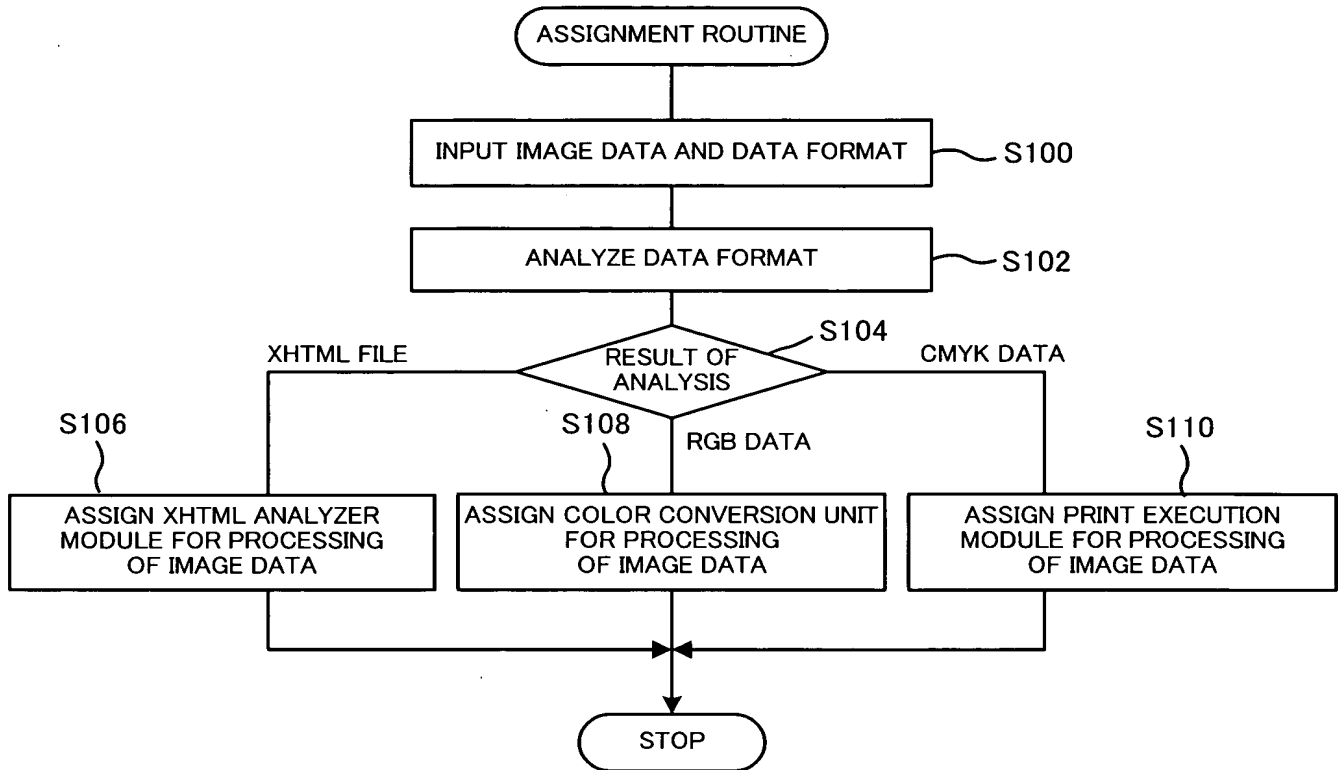 ASSIGNMENT ROUTINE
INPUT IMAGE DATA AND DATA FORMAT
S100
ANALYZE DATA FORMAT
S102
S104
XHTML FILE
RESULT OF
ANALYSIS
CMYK DATA
RGB DATA
S106
S108
S110
ASSIGN XHTML ANALYZER
MODULE FOR PROCESSING
OF IMAGE DATA
ASSIGN COLOR CONVERSION UNIT
FOR PROCESSING
OF IMAGE DATA
ASSIGN PRINT EXECUTION
MODULE FOR PROCESSING
OF IMAGE DATA
STOP